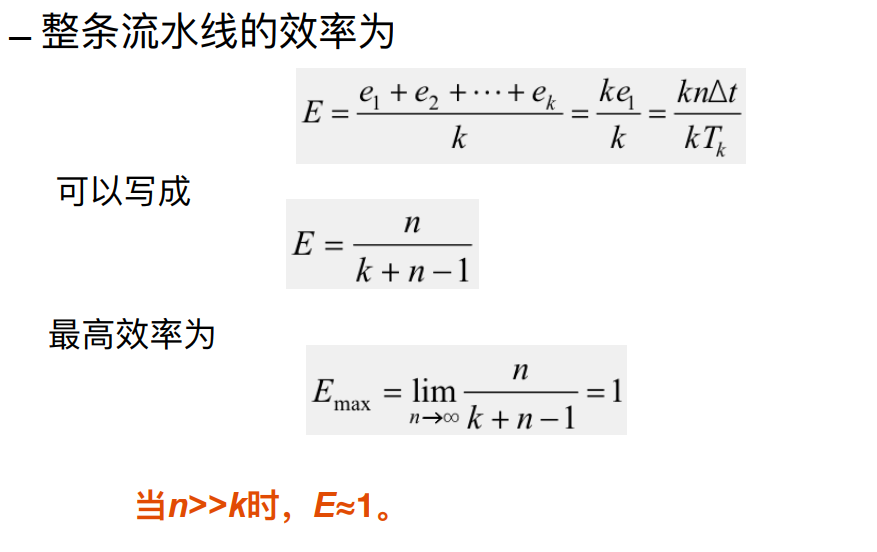 – 整条流水线的效率为
E = \frac{e_1 + e_2 + \cdots + e_k}{k} = \frac{ke_1}{k} = \frac{kn\Delta t}{kT_k}
可以写成
E = \frac{n}{k + n - 1}
最高效率为
E_{\max} = \lim_{n \to \infty} \frac{n}{k + n - 1} = 1
当n>>k时，E≈1。